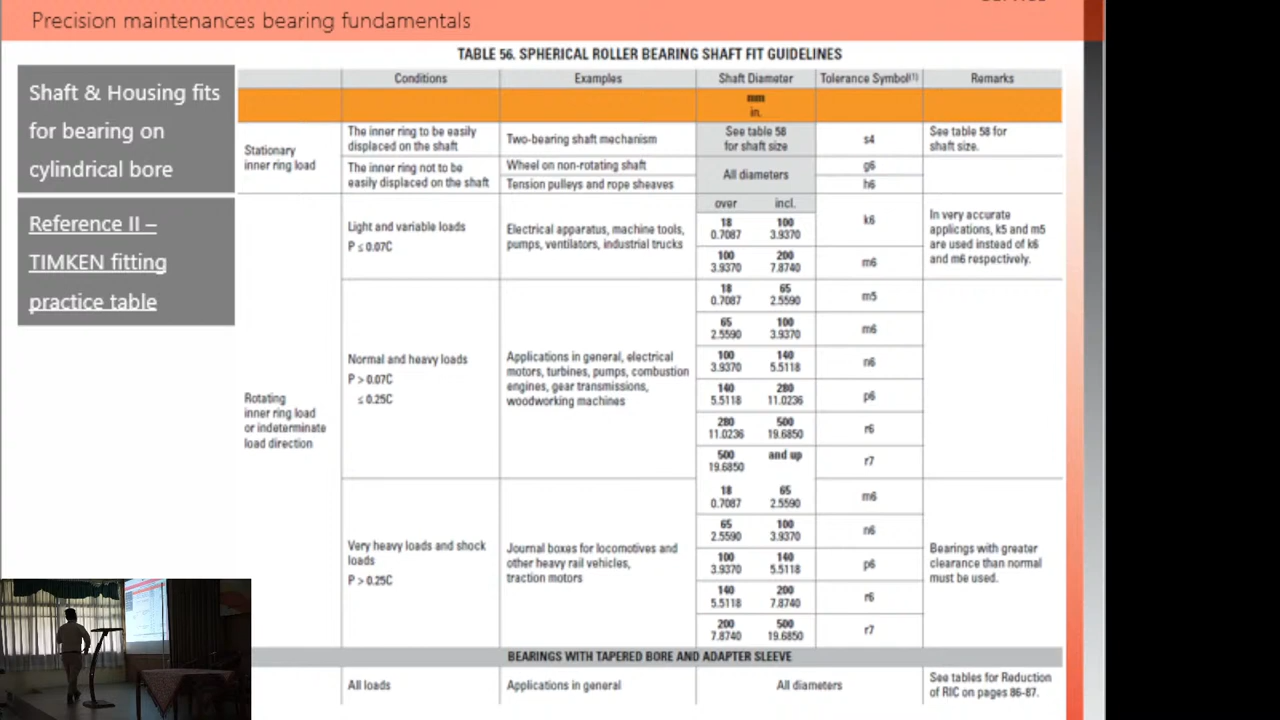 Precision maintenances bearing fundamentals
Shaft & Housing fits
for bearing on
cylindrical bore
Reference II –
TIMKEN fitting
practice table
TABLE 56. SPHERICAL ROLLER BEARING SHAFT FIT GUIDELINES
Conditions Examples Shaft Diameter Tolerance Symbol(1) Remarks
mm
in.
Stationary
inner ring load
The inner ring to be easily
displaced on the shaft
Two-bearing shaft mechanism
See table 58
for shaft size
s4
See table 58 for
shaft size.
The inner ring not to be
easily displaced on the shaft
Wheel on non-rotating shaft
Tension pulleys and rope sheaves
All diameters
g6
h6
Rotating
inner ring load
or indeterminate
load direction
Light and variable loads
P ≤ 0.07C
Electrical apparatus, machine tools,
pumps, ventilators, industrial trucks
over incl.
18 100
0.7087 3.9370
k6
100 200
3.9370 7.8740
m6
In very accurate
applications, k5 and m5
are used instead of k6
and m6 respectively.
Normal and heavy loads
P > 0.07C
≤ 0.25C
Applications in general, electrical
motors, turbines, pumps, combustion
engines, gear transmissions,
woodworking machines
18 65
0.7087 2.5590
m5
65 100
2.5590 3.9370
m6
100 140
3.9370 5.5118
n6
140 280
5.5118 11.0236
p6
280 500
11.0236 19.6850
r6
500 and up
19.6850
r7
Very heavy loads and shock
loads
P > 0.25C
Journal boxes for locomotives and
other heavy rail vehicles,
traction motors
18 65
0.7087 2.5590
m6
65 100
2.5590 3.9370
n6
100 140
3.9370 5.5118
p6
140 200
5.5118 7.8740
r6
200 500
7.8740 19.6850
r7
Bearings with greater
clearance than normal
must be used.
BEARINGS WITH TAPERED BORE AND ADAPTER SLEEVE
All loads Applications in general All diameters
See tables for Reduction
of RIC on pages 86-87.